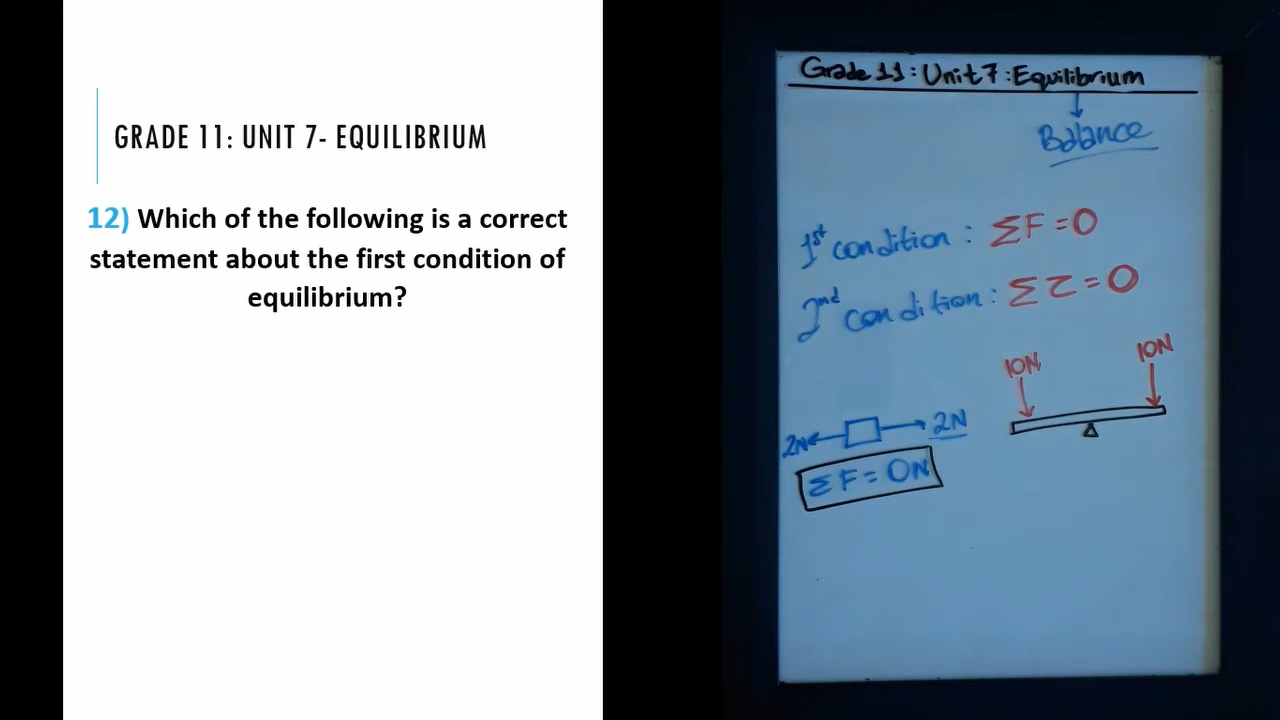 GRADE 11: UNIT 7- EQUILIBRIUM
12) Which of the following is a correct
statement about the first condition of
equilibrium?
Grade 11 : Unit 7 : Equilibrium
Balance
1st condition : ΣF = 0
2nd condition : Στ = 0
10N 10N
2N 2N
ΣF = 0N